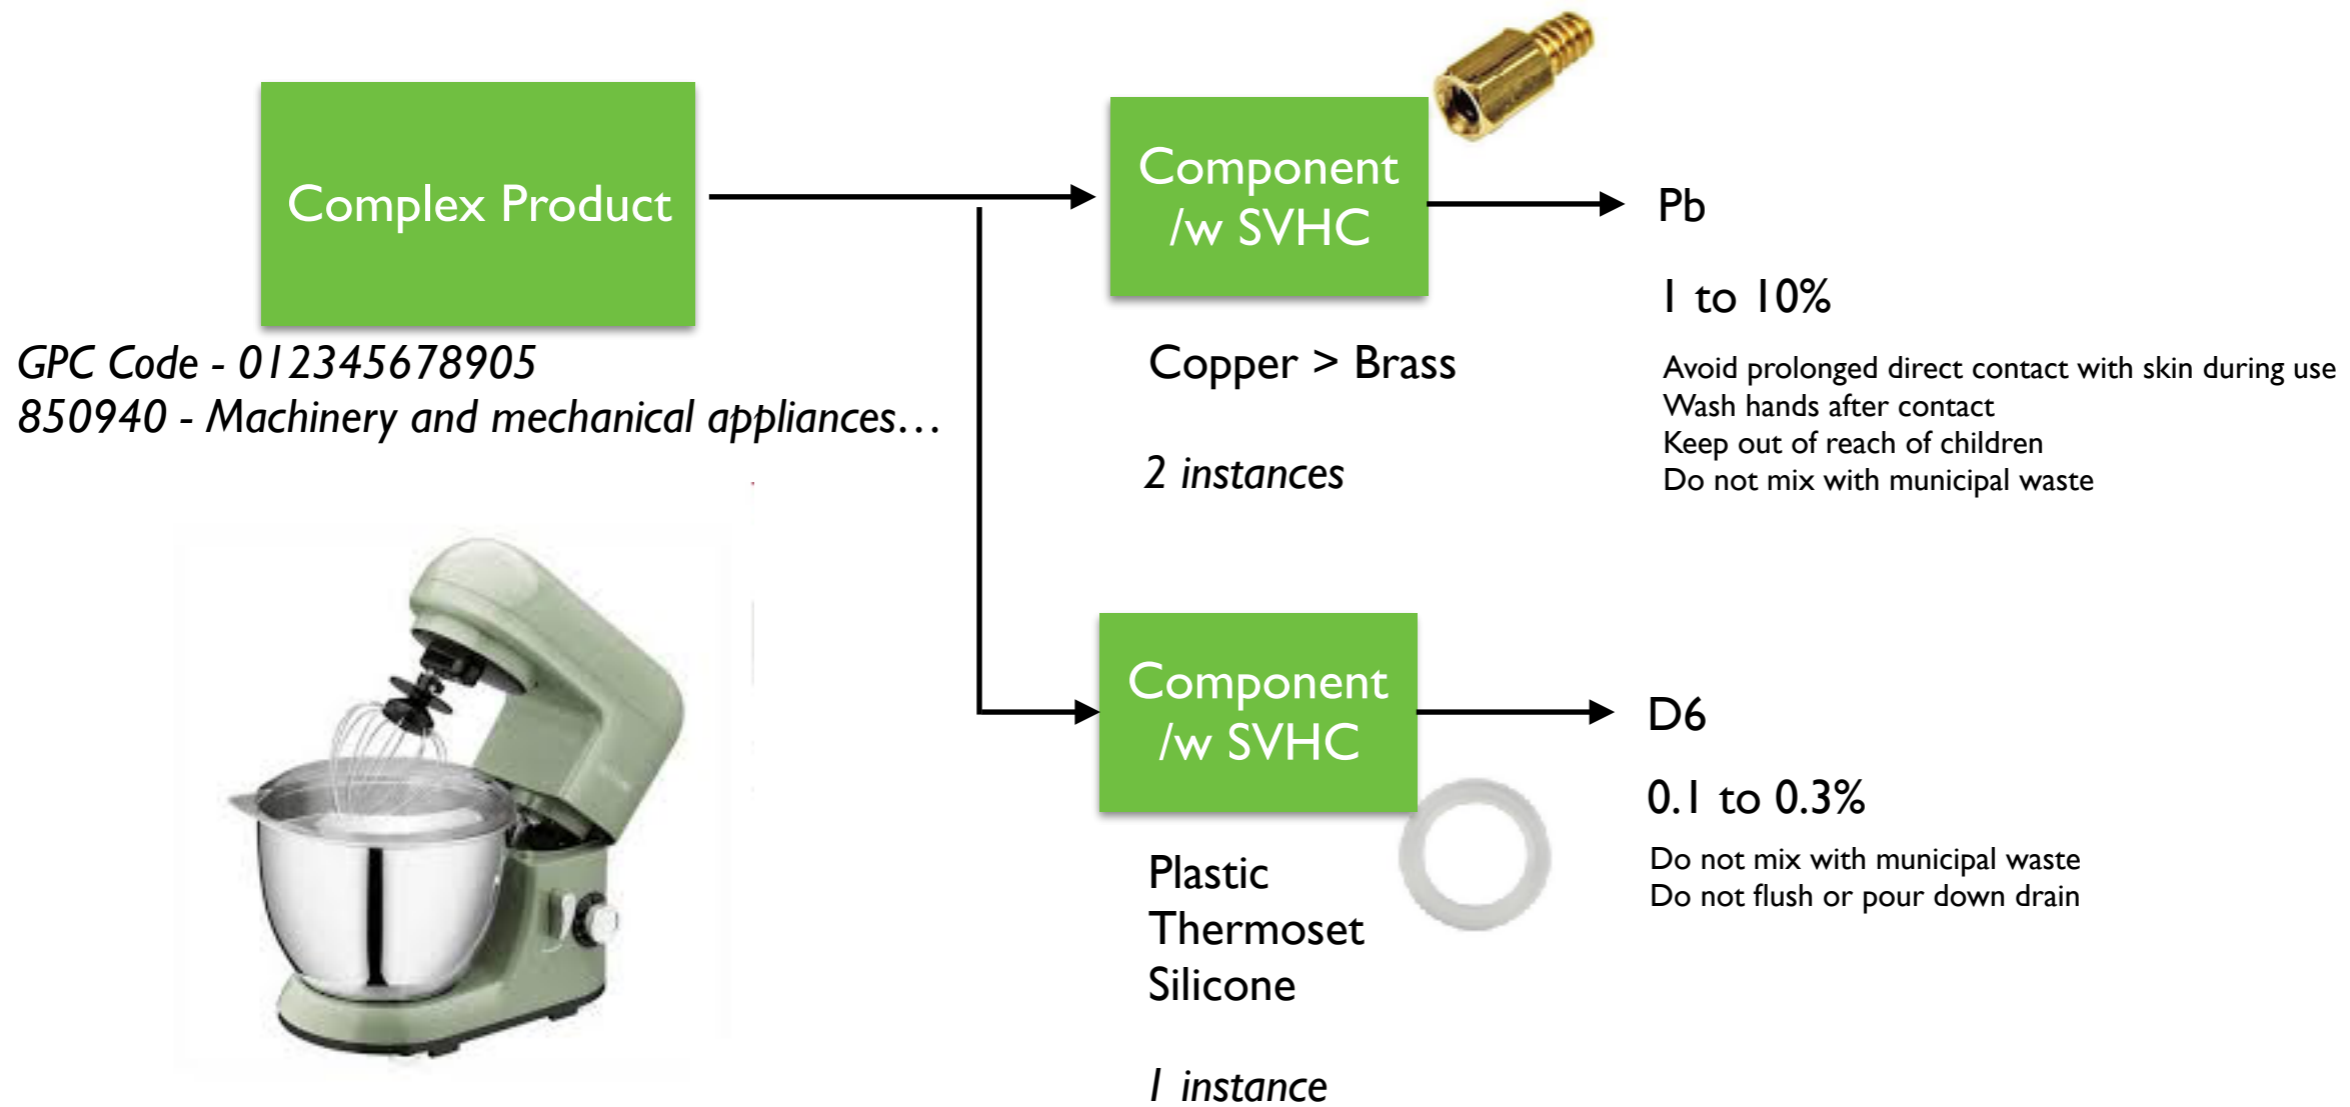 Complex Product
GPC Code - 012345678905
850940 - Machinery and mechanical appliances…
Component
/w SVHC
Copper > Brass
2 instances
Pb
1 to 10%
Avoid prolonged direct contact with skin during use
Wash hands after contact
Keep out of reach of children
Do not mix with municipal waste
Component
/w SVHC
Plastic
Thermoset
Silicone
1 instance
D6
0.1 to 0.3%
Do not mix with municipal waste
Do not flush or pour down drain